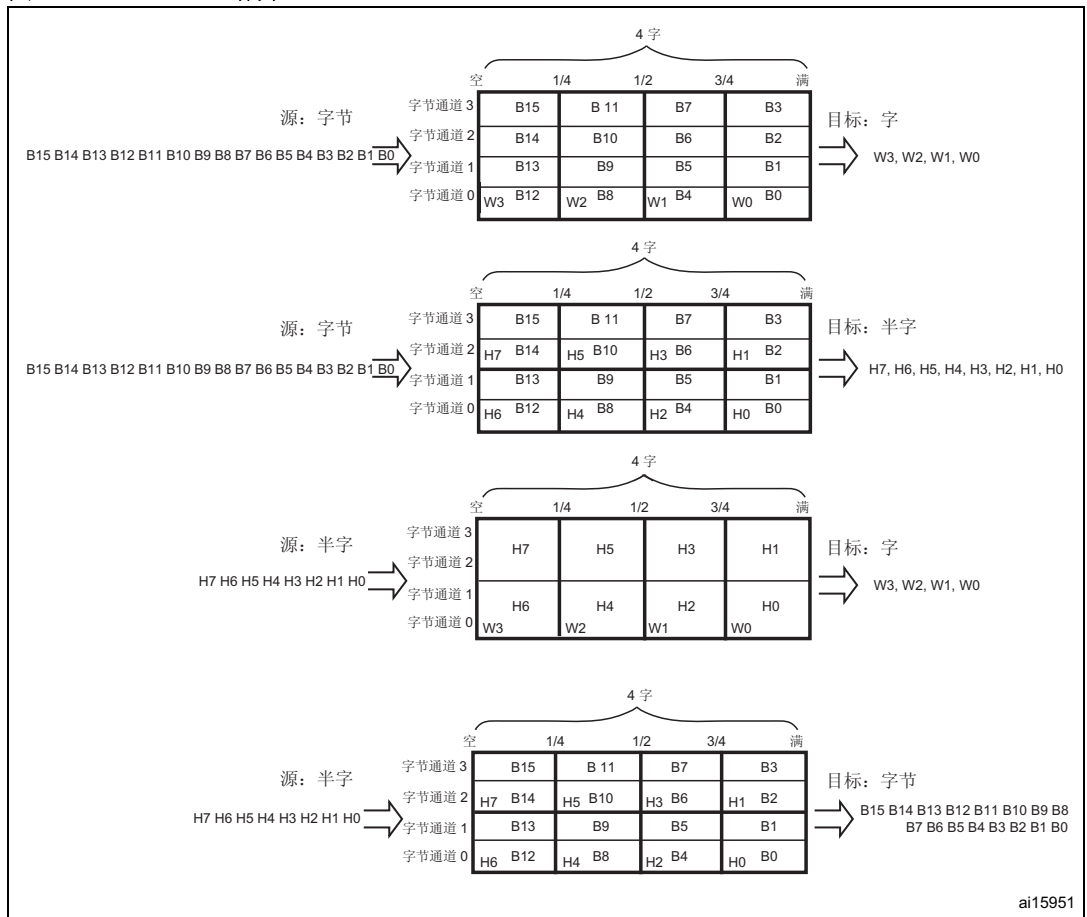 4 字
空 1/4 1/2 3/4 满
字节通道 3 B15 B 11 B7 B3
源：字节 目标：字
字节通道 2 B14 B10 B6 B2
B15 B14 B13 B12 B11 B10 B9 B8 B7 B6 B5 B4 B3 B2 B1 B0 W3, W2, W1, W0
字节通道 1 B13 B9 B5 B1
字节通道 0 W3 B12 W2 B8 W1 B4 W0 B0
4 字
空 1/4 1/2 3/4 满
字节通道 3 B15 B 11 B7 B3
源：字节 目标：半字
字节通道 2 H7 B14 H5 B10 H3 B6 H1 B2
B15 B14 B13 B12 B11 B10 B9 B8 B7 B6 B5 B4 B3 B2 B1 B0 H7, H6, H5, H4, H3, H2, H1, H0
字节通道 1 B13 B9 B5 B1
字节通道 0 H6 B12 H4 B8 H2 B4 H0 B0
4 字
空 1/4 1/2 3/4 满
字节通道 3
源：半字 H7 H5 H3 H1 目标：字
字节通道 2
H7 H6 H5 H4 H3 H2 H1 H0 W3, W2, W1, W0
字节通道 1
H6 H4 H2 H0
字节通道 0 W3 W2 W1 W0
4 字
空 1/4 1/2 3/4 满
字节通道 3 B15 B 11 B7 B3
源：半字 目标：字节
字节通道 2 H7 B14 H5 B10 H3 B6 H1 B2
B15 B14 B13 B12 B11 B10 B9 B8
H7 H6 H5 H4 H3 H2 H1 H0 B7 B6 B5 B4 B3 B2 B1 B0
字节通道 1 B13 B9 B5 B1
字节通道 0 H6 B12 H4 B8 H2 B4 H0 B0
ai15951